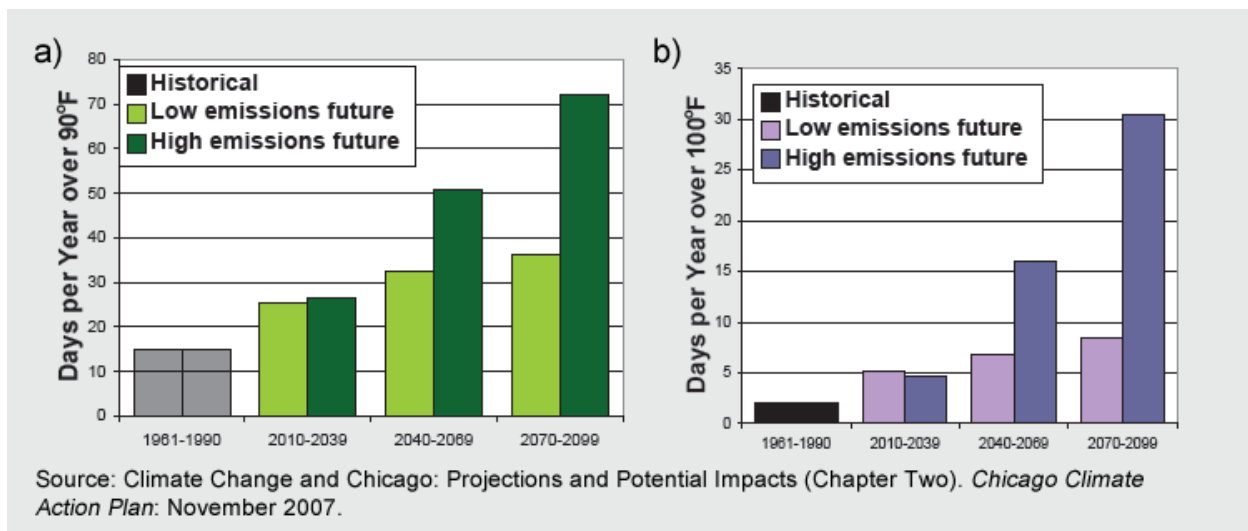 a)
Days per Year over 90°F
80
70
60
50
40
30
20
10
0
Historical
Low emissions future
High emissions future
1961-1990
2010-2039
2040-2069
2070-2099
b)
Days per Year over 100°F
35
30
25
20
15
10
5
0
Historical
Low emissions future
High emissions future
1961-1990
2010-2039
2040-2069
2070-2099
Source: Climate Change and Chicago: Projections and Potential Impacts (Chapter Two). Chicago Climate
Action Plan: November 2007.